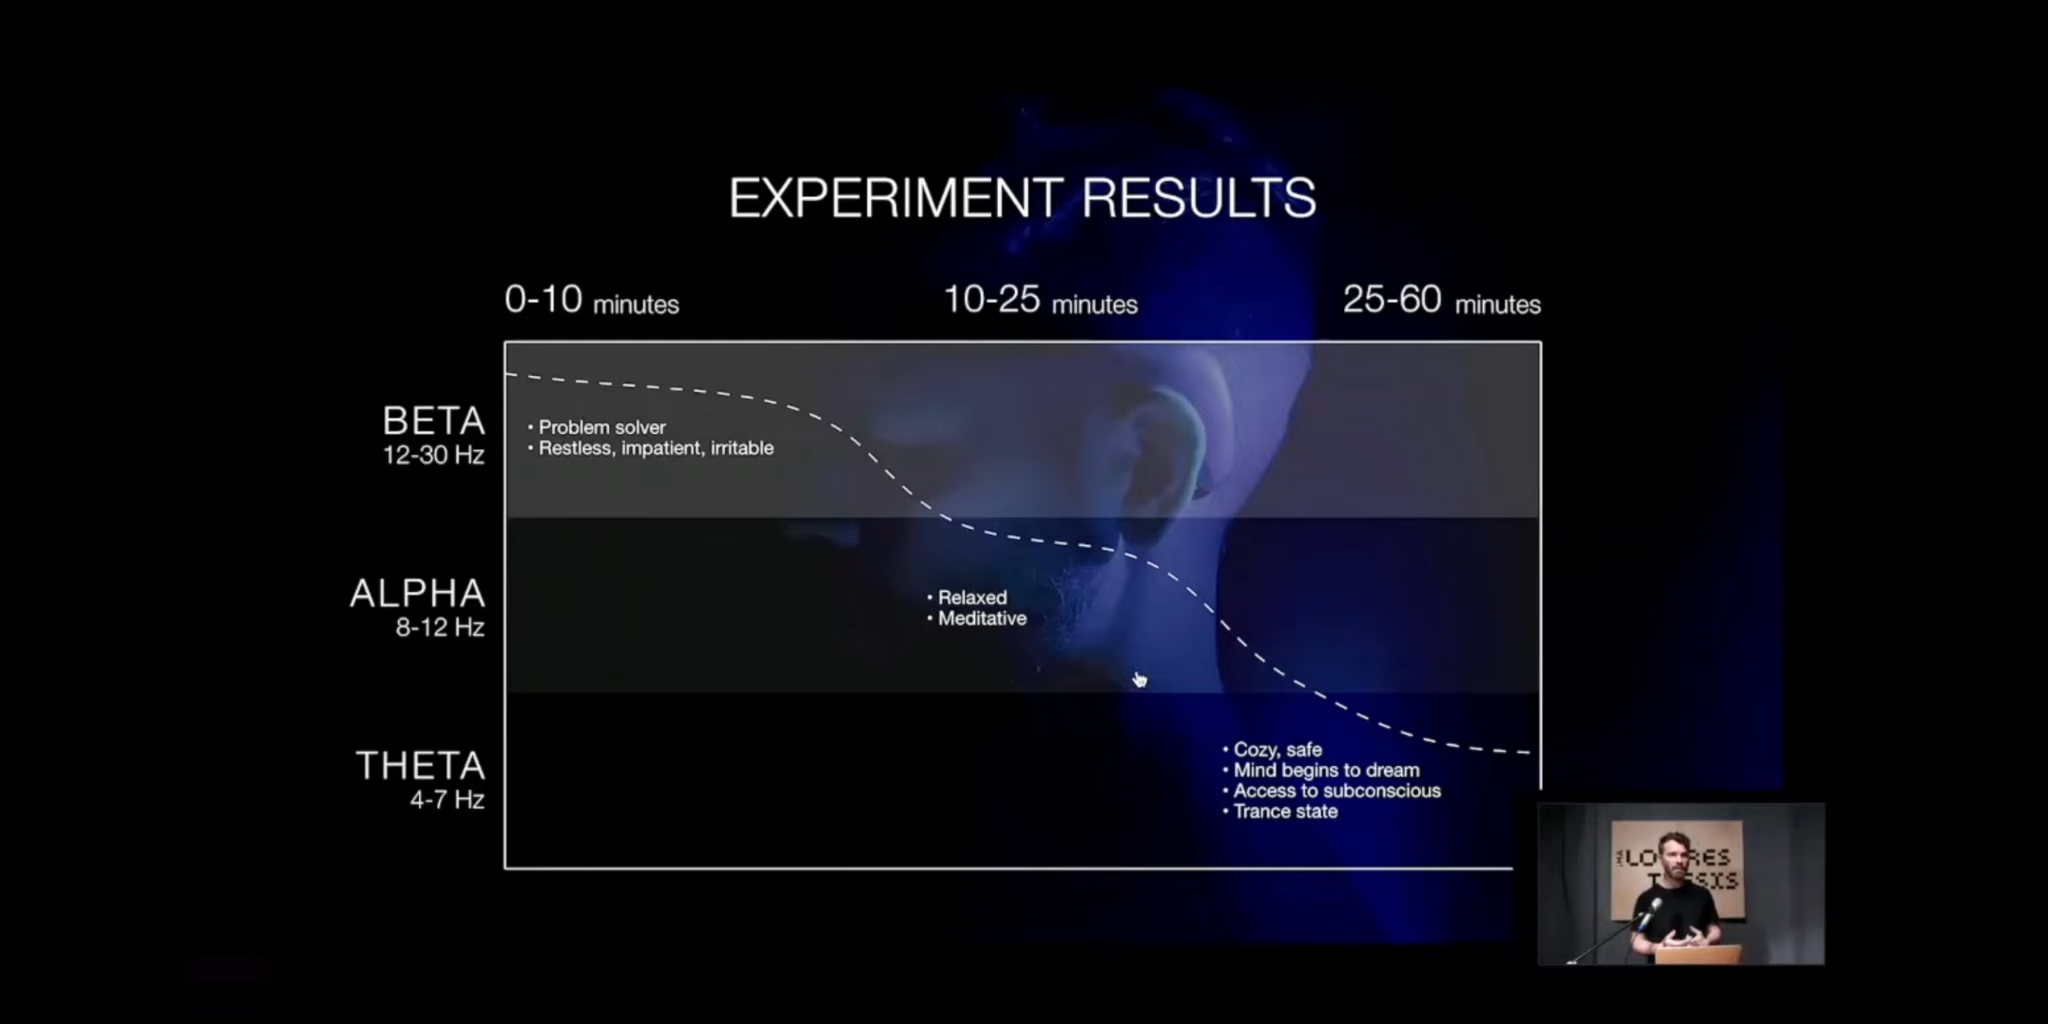 EXPERIMENT RESULTS
0-10 minutes
10-25 minutes
25-60 minutes
BETA
12-30 Hz
• Problem solver
• Restless, impatient, irritable
ALPHA
8-12 Hz
• Relaxed
• Meditative
THETA
4-7 Hz
• Cozy, safe
• Mind begins to dream
• Access to subconscious
• Trance state